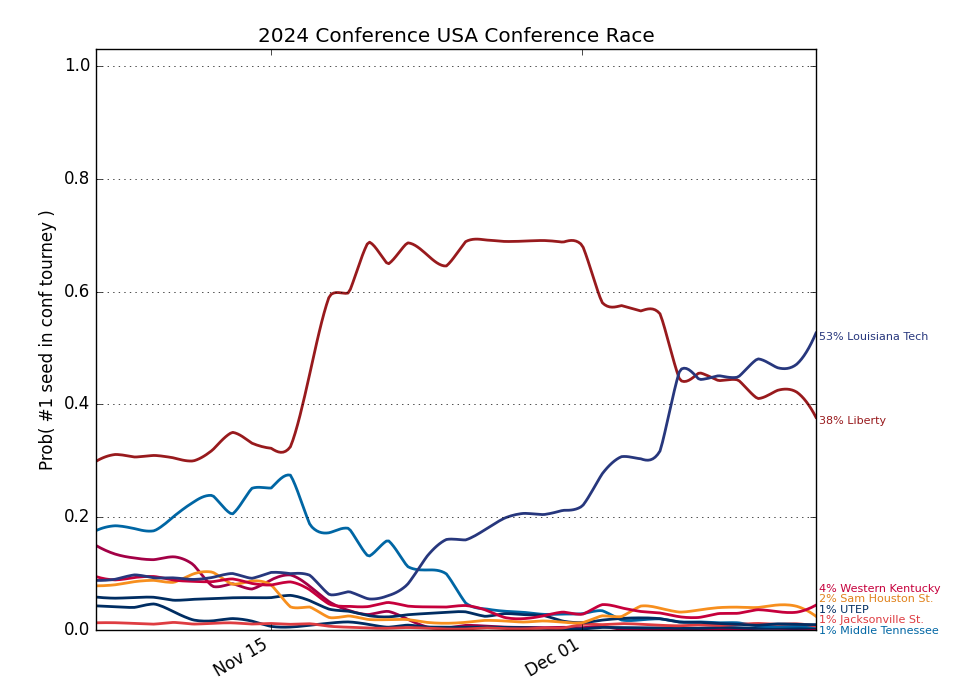 2024 Conference USA Conference Race
Prob( #1 seed in conf tourney )
1.0
0.8
0.6
0.4
0.2
0.0
Nov 15
Dec 01
53% Louisiana Tech
38% Liberty
4% Western Kentucky
2% Sam Houston St.
1% UTEP
1% Jacksonville St.
1% Middle Tennessee